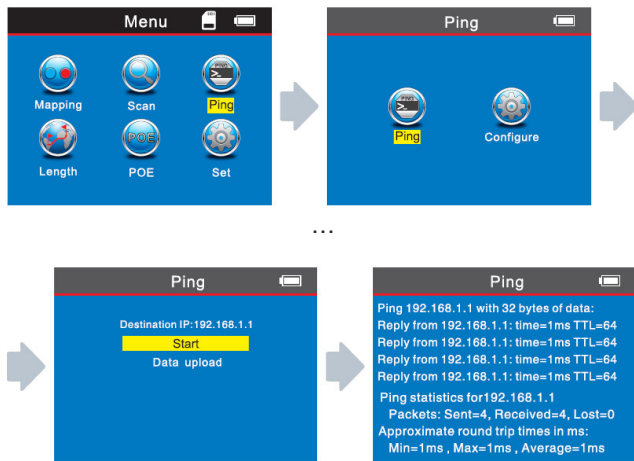 Menu
Mapping
Scan
PING
>_
Ping
Length
POE
POE
Set
Ping
PING
>_
Ping
Configure
...
Ping
Destination IP:192.168.1.1
Start
Data upload
Ping
Ping 192.168.1.1 with 32 bytes of data:
Reply from 192.168.1.1: time=1ms TTL=64
Reply from 192.168.1.1: time=1ms TTL=64
Reply from 192.168.1.1: time=1ms TTL=64
Reply from 192.168.1.1: time=1ms TTL=64
Ping statistics for192.168.1.1
Packets: Sent=4, Received=4, Lost=0
Approximate round trip times in ms:
Min=1ms , Max=1ms , Average=1ms